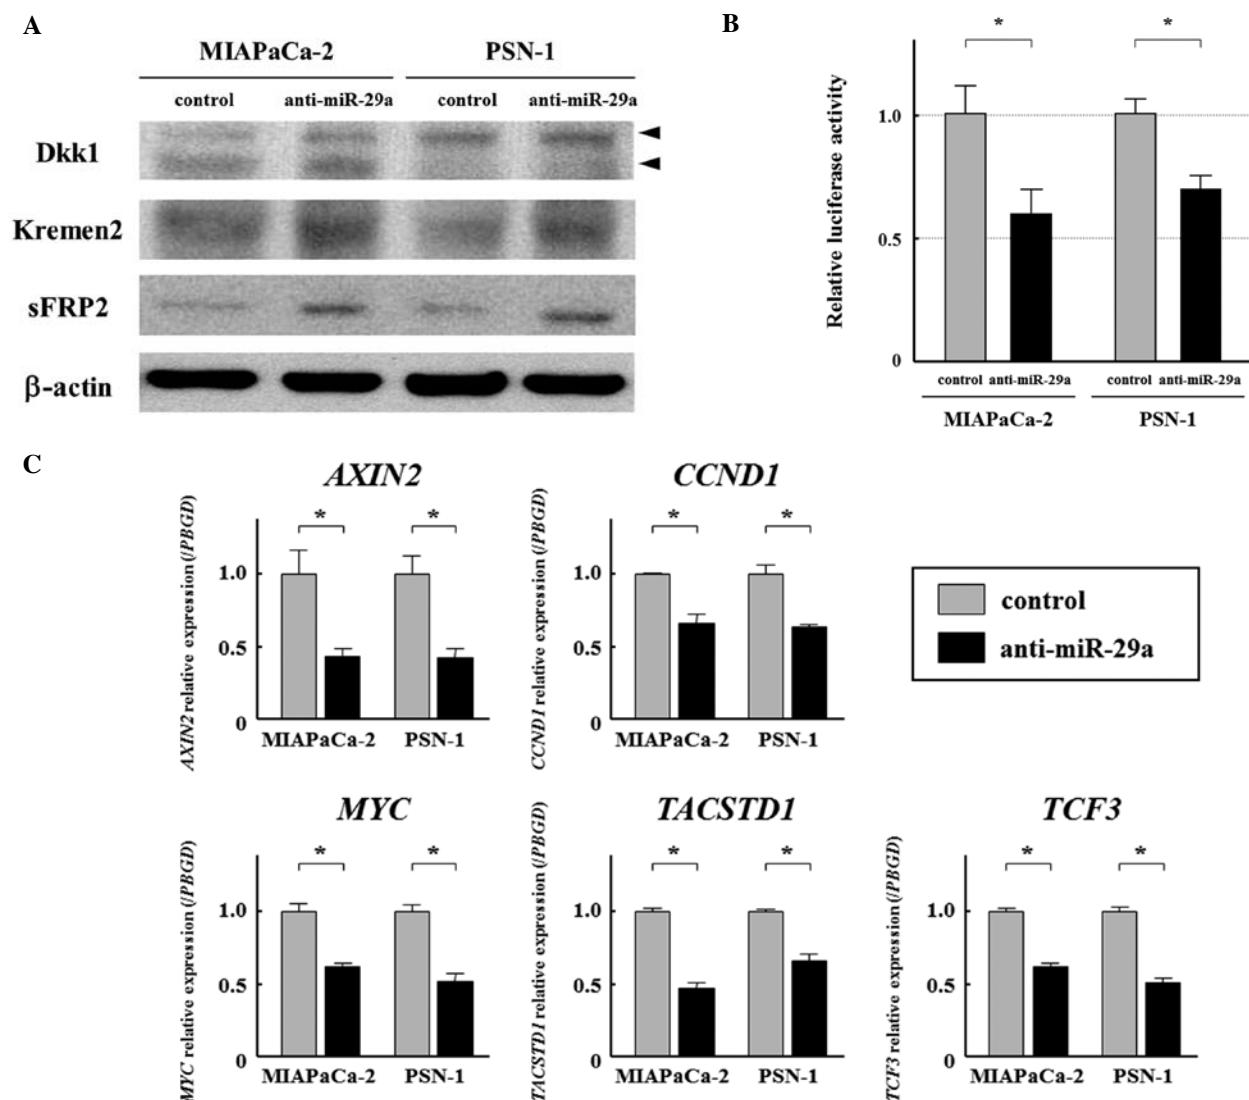 A
MIAPaCa-2 PSN-1
control anti-miR-29a control anti-miR-29a
Dkk1
Kremen2
sFRP2
β-actin
B
* *
Relative luciferase activity
1.0
0.5
0
control anti-miR-29a control anti-miR-29a
MIAPaCa-2 PSN-1
C
AXIN2
AXIN2 relative expression (/PBGD)
* *
1.0
0.5
0
MIAPaCa-2 PSN-1
CCND1
CCND1 relative expression (/PBGD)
* *
1.0
0.5
0
MIAPaCa-2 PSN-1
control
anti-miR-29a
MYC
MYC relative expression (/PBGD)
* *
1.0
0.5
0
MIAPaCa-2 PSN-1
TACSTD1
TACSTD1 relative expression (/PBGD)
* *
1.0
0.5
0
MIAPaCa-2 PSN-1
TCF3
TCF3 relative expression (/PBGD)
* *
1.0
0.5
0
MIAPaCa-2 PSN-1